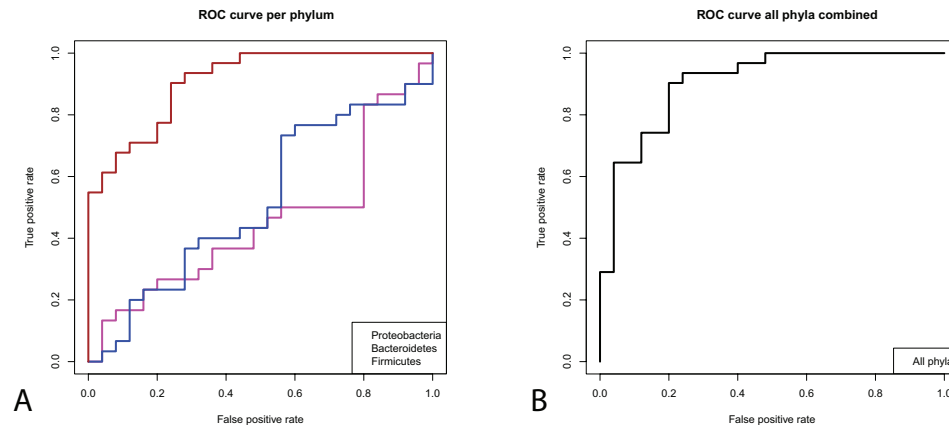 ROC curve per phylum
True positive rate
1.0
0.8
0.6
0.4
0.2
0.0
Proteobacteria
Bacteroidetes
Firmicutes
0.0 0.2 0.4 0.6 0.8 1.0
False positive rate
A
ROC curve all phyla combined
True positive rate
1.0
0.8
0.6
0.4
0.2
0.0
All phyla
0.0 0.2 0.4 0.6 0.8 1.0
False positive rate
B